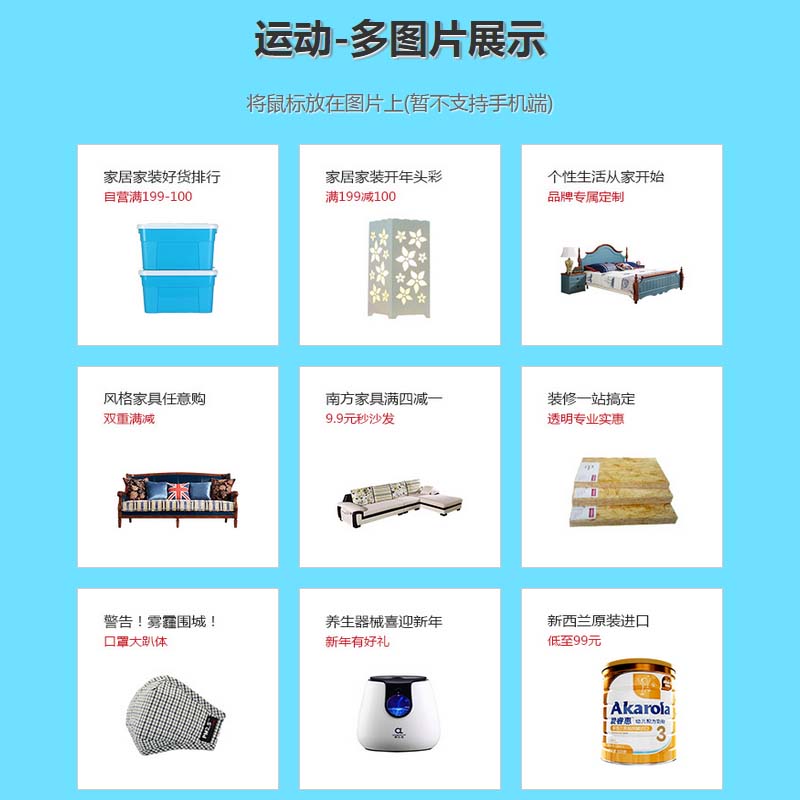 运动-多图片展示
将鼠标放在图片上(暂不支持手机端)
家居家装好货排行
自营满199-100
家居家装开年头彩
满199减100
个性生活从家开始
品牌专属定制
风格家具任意购
双重满减
南方家具满四减一
9.9元秒沙发
装修一站搞定
透明专业实惠
警告！雾霾围城！
口罩大趴体
养生器械喜迎新年
新年有好礼
新西兰原装进口
低至99元
Akarola
爱睿惠
3